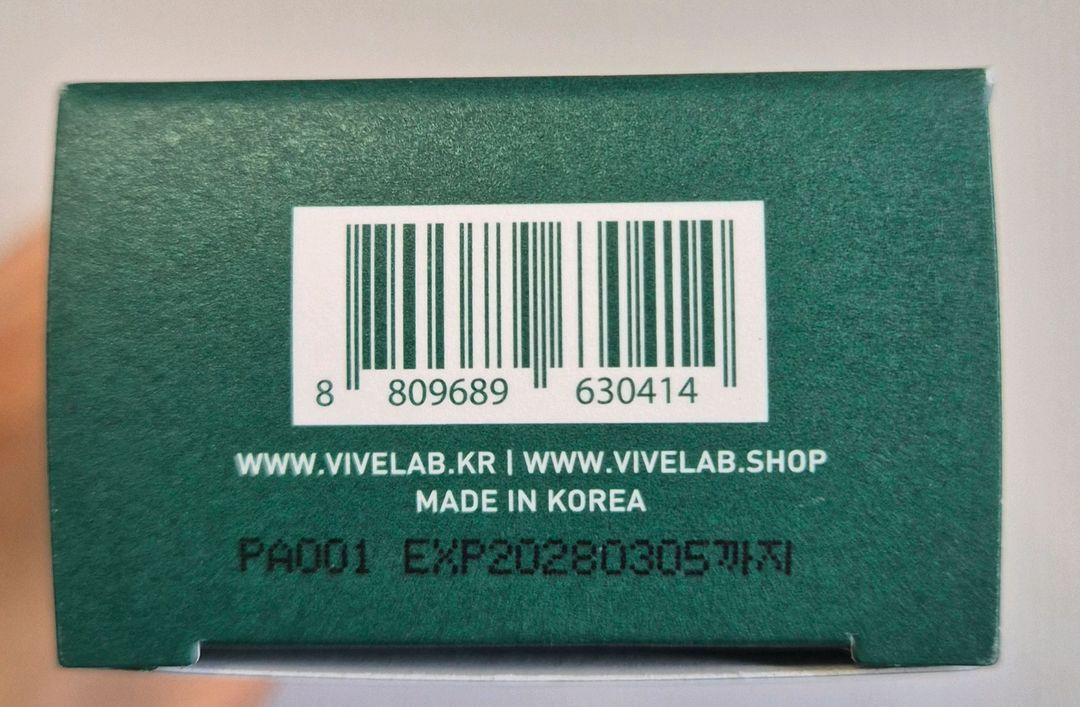 8 809689 630414
WWW.VIVELAB.KR | WWW.VIVELAB.SHOP
MADE IN KOREA
PA001 EXP20280305까지